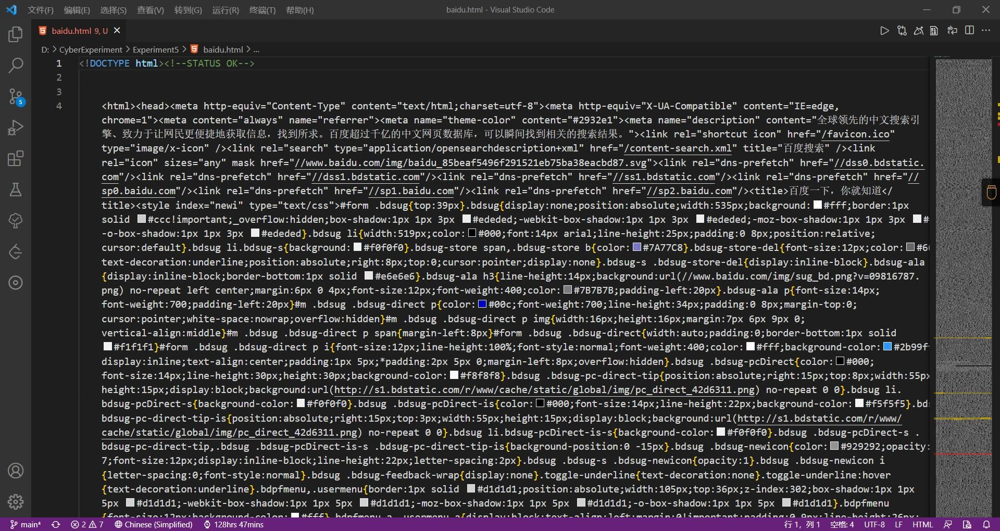 文件(F) 编辑(E) 选择(S) 查看(V) 转到(G) 运行(R) 终端(T) 帮助(H) baidu.html - Visual Studio Code
baidu.html 9, U
D: > CyberExperiment > Experiment5 > baidu.html > ...
1 <!DOCTYPE html><!--STATUS OK-->
2
3
4 <html><head><meta http-equiv="Content-Type" content="text/html;charset=utf-8"><meta http-equiv="X-UA-Compatible" content="IE=edge,
chrome=1"><meta content="always" name="referrer"><meta name="theme-color" content="#2932e1"><meta name="description" content="全球领先的中文搜索引
擎、致力于让网民更便捷地获取信息，找到所求。百度超过千亿的中文网页数据库，可以瞬间找到相关的搜索结果。"><link rel="shortcut icon" href="/favicon.ico"
type="image/x-icon" /><link rel="search" type="application/opensearchdescription+xml" href="/content-search.xml" title="百度搜索" /><link
rel="icon" sizes="any" mask href="//www.baidu.com/img/baidu_85beaf5496f291521eb75ba38eacbd87.svg"><link rel="dns-prefetch" href="//dss0.bdstatic.
com"/><link rel="dns-prefetch" href="//dss1.bdstatic.com"/><link rel="dns-prefetch" href="//ss1.bdstatic.com"/><link rel="dns-prefetch" href="//
sp0.baidu.com"/><link rel="dns-prefetch" href="//sp1.baidu.com"/><link rel="dns-prefetch" href="//sp2.baidu.com"/><title>百度一下，你就知道</
title><style index="newi" type="text/css">#form .bdsug{top:39px}.bdsug{display:none;position:absolute;width:535px;background:#fff;border:1px
solid #ccc!important;_overflow:hidden;box-shadow:1px 1px 3px #ededed;-webkit-box-shadow:1px 1px 3px #ededed;-moz-box-shadow:1px 1px 3px #
-o-box-shadow:1px 1px 3px #ededed}.bdsug li{width:519px;color:#000;font:14px arial;line-height:25px;padding:0 8px;position:relative;
cursor:default}.bdsug li.bdsug-s{background:#f0f0f0}.bdsug-store span,.bdsug-store b{color:#7A77C8}.bdsug-store-del{font-size:12px;color:#6
text-decoration:underline;position:absolute;right:8px;top:0;cursor:pointer;display:none}.bdsug-s .bdsug-store-del{display:inline-block}.bdsug-ala
{display:inline-block;border-bottom:1px solid #e6e6e6}.bdsug-ala h3{line-height:14px;background:url(//www.baidu.com/img/sug_bd.png?v=09816787.
png) no-repeat left center;margin:6px 0 4px;font-size:12px;font-weight:400;color:#7B7B7B;padding-left:20px}.bdsug-ala p{font-size:14px;
font-weight:700;padding-left:20px}#m .bdsug .bdsug-direct p{color:#00c;font-weight:700;line-height:34px;padding:0 8px;margin-top:0;
cursor:pointer;white-space:nowrap;overflow:hidden}#m .bdsug .bdsug-direct p img{width:16px;height:16px;margin:7px 6px 9px 0;
vertical-align:middle}#m .bdsug .bdsug-direct p span{margin-left:8px}#form .bdsug .bdsug-direct{width:auto;padding:0;border-bottom:1px solid
#f1f1f1}#form .bdsug .bdsug-direct p i{font-size:12px;line-height:100%;font-style:normal;font-weight:400;color:#fff;background-color:#2b99f
display:inline;text-align:center;padding:1px 5px;*padding:2px 5px 0;margin-left:8px;overflow:hidden}.bdsug .bdsug-pcDirect{color:#000;
font-size:14px;line-height:30px;height:30px;background-color:#f8f8f8}.bdsug .bdsug-pc-direct-tip{position:absolute;right:15px;top:8px;width:55px
height:15px;display:block;background:url(http://s1.bdstatic.com/r/www/cache/static/global/img/pc_direct_42d6311.png) no-repeat 0 0}.bdsug li.
bdsug-pcDirect-s{background-color:#f0f0f0}.bdsug .bdsug-pcDirect-is{color:#000;font-size:14px;line-height:22px;background-color:#f5f5f5}.bds
bdsug-pc-direct-tip-is{position:absolute;right:15px;top:3px;width:55px;height:15px;display:block;background:url(http://s1.bdstatic.com/r/www/
cache/static/global/img/pc_direct_42d6311.png) no-repeat 0 0}.bdsug li.bdsug-pcDirect-is-s{background-color:#f0f0f0}.bdsug .bdsug-pcDirect-s .
bdsug-pc-direct-tip,.bdsug .bdsug-pcDirect-is-s .bdsug-pc-direct-tip-is{background-position:0 -15px}.bdsug .bdsug-newicon{color:#929292;opacity:
7;font-size:12px;display:inline-block;line-height:22px;letter-spacing:2px}.bdsug .bdsug-s .bdsug-newicon{opacity:1}.bdsug .bdsug-newicon i
{letter-spacing:0;font-style:normal}.bdsug .bdsug-feedback-wrap{display:none}.toggle-underline{text-decoration:none}.toggle-underline:hover
{text-decoration:underline}.bdpfmenu,.usermenu{border:1px solid #d1d1d1;position:absolute;width:105px;top:36px;z-index:302;box-shadow:1px 1px
5px #d1d1d1;-webkit-box-shadow:1px 1px 5px #d1d1d1;-moz-box-shadow:1px 1px 5px #d1d1d1;-o-box-shadow:1px 1px 5px #d1d1d1}.bdpfmenu
{font-size:12px;background-color:#fff}.bdpfmenu a,.usermenu a{display:block;text-align:left;margin:0!important;padding:0 9px;line-height:26px;
5
main* 2 7 Chinese (Simplified) 128hrs 47mins 行 1，列 1 空格: 4 UTF-8 LF HTML